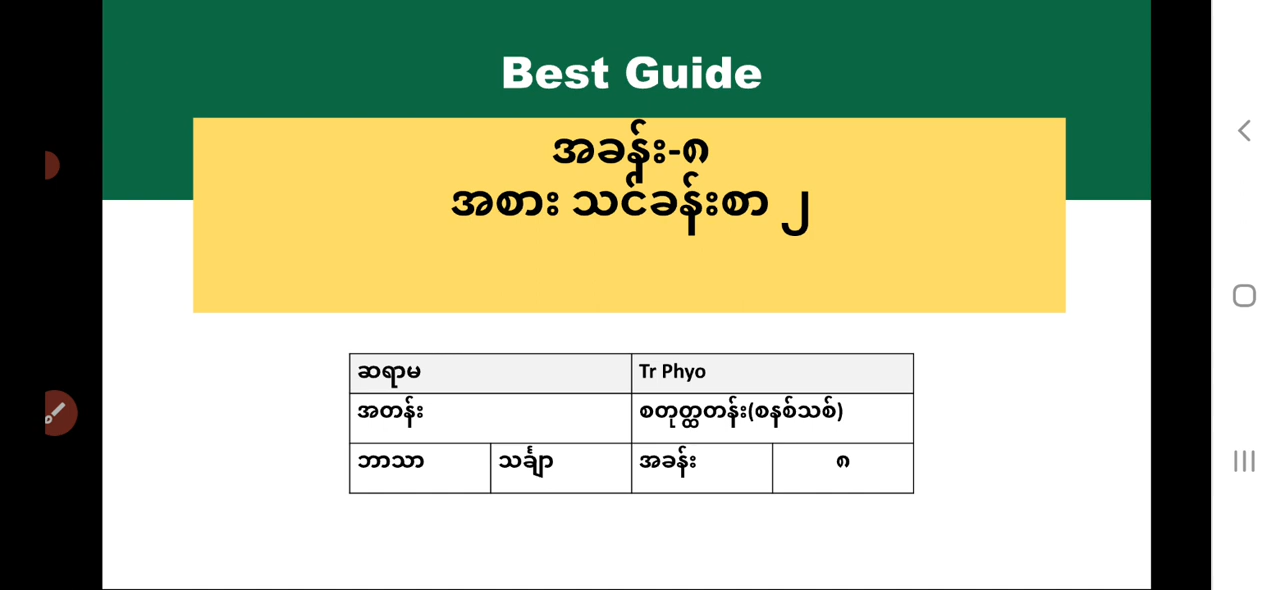 Best Guide
အခန်း-၈
အစား သင်ခန်းစာ ၂
ဆရာမ Tr Phyo
အတန်း စတုတ္ထတန်း(စနစ်သစ်)
ဘာသာ သင်္ချာ အခန်း ၈